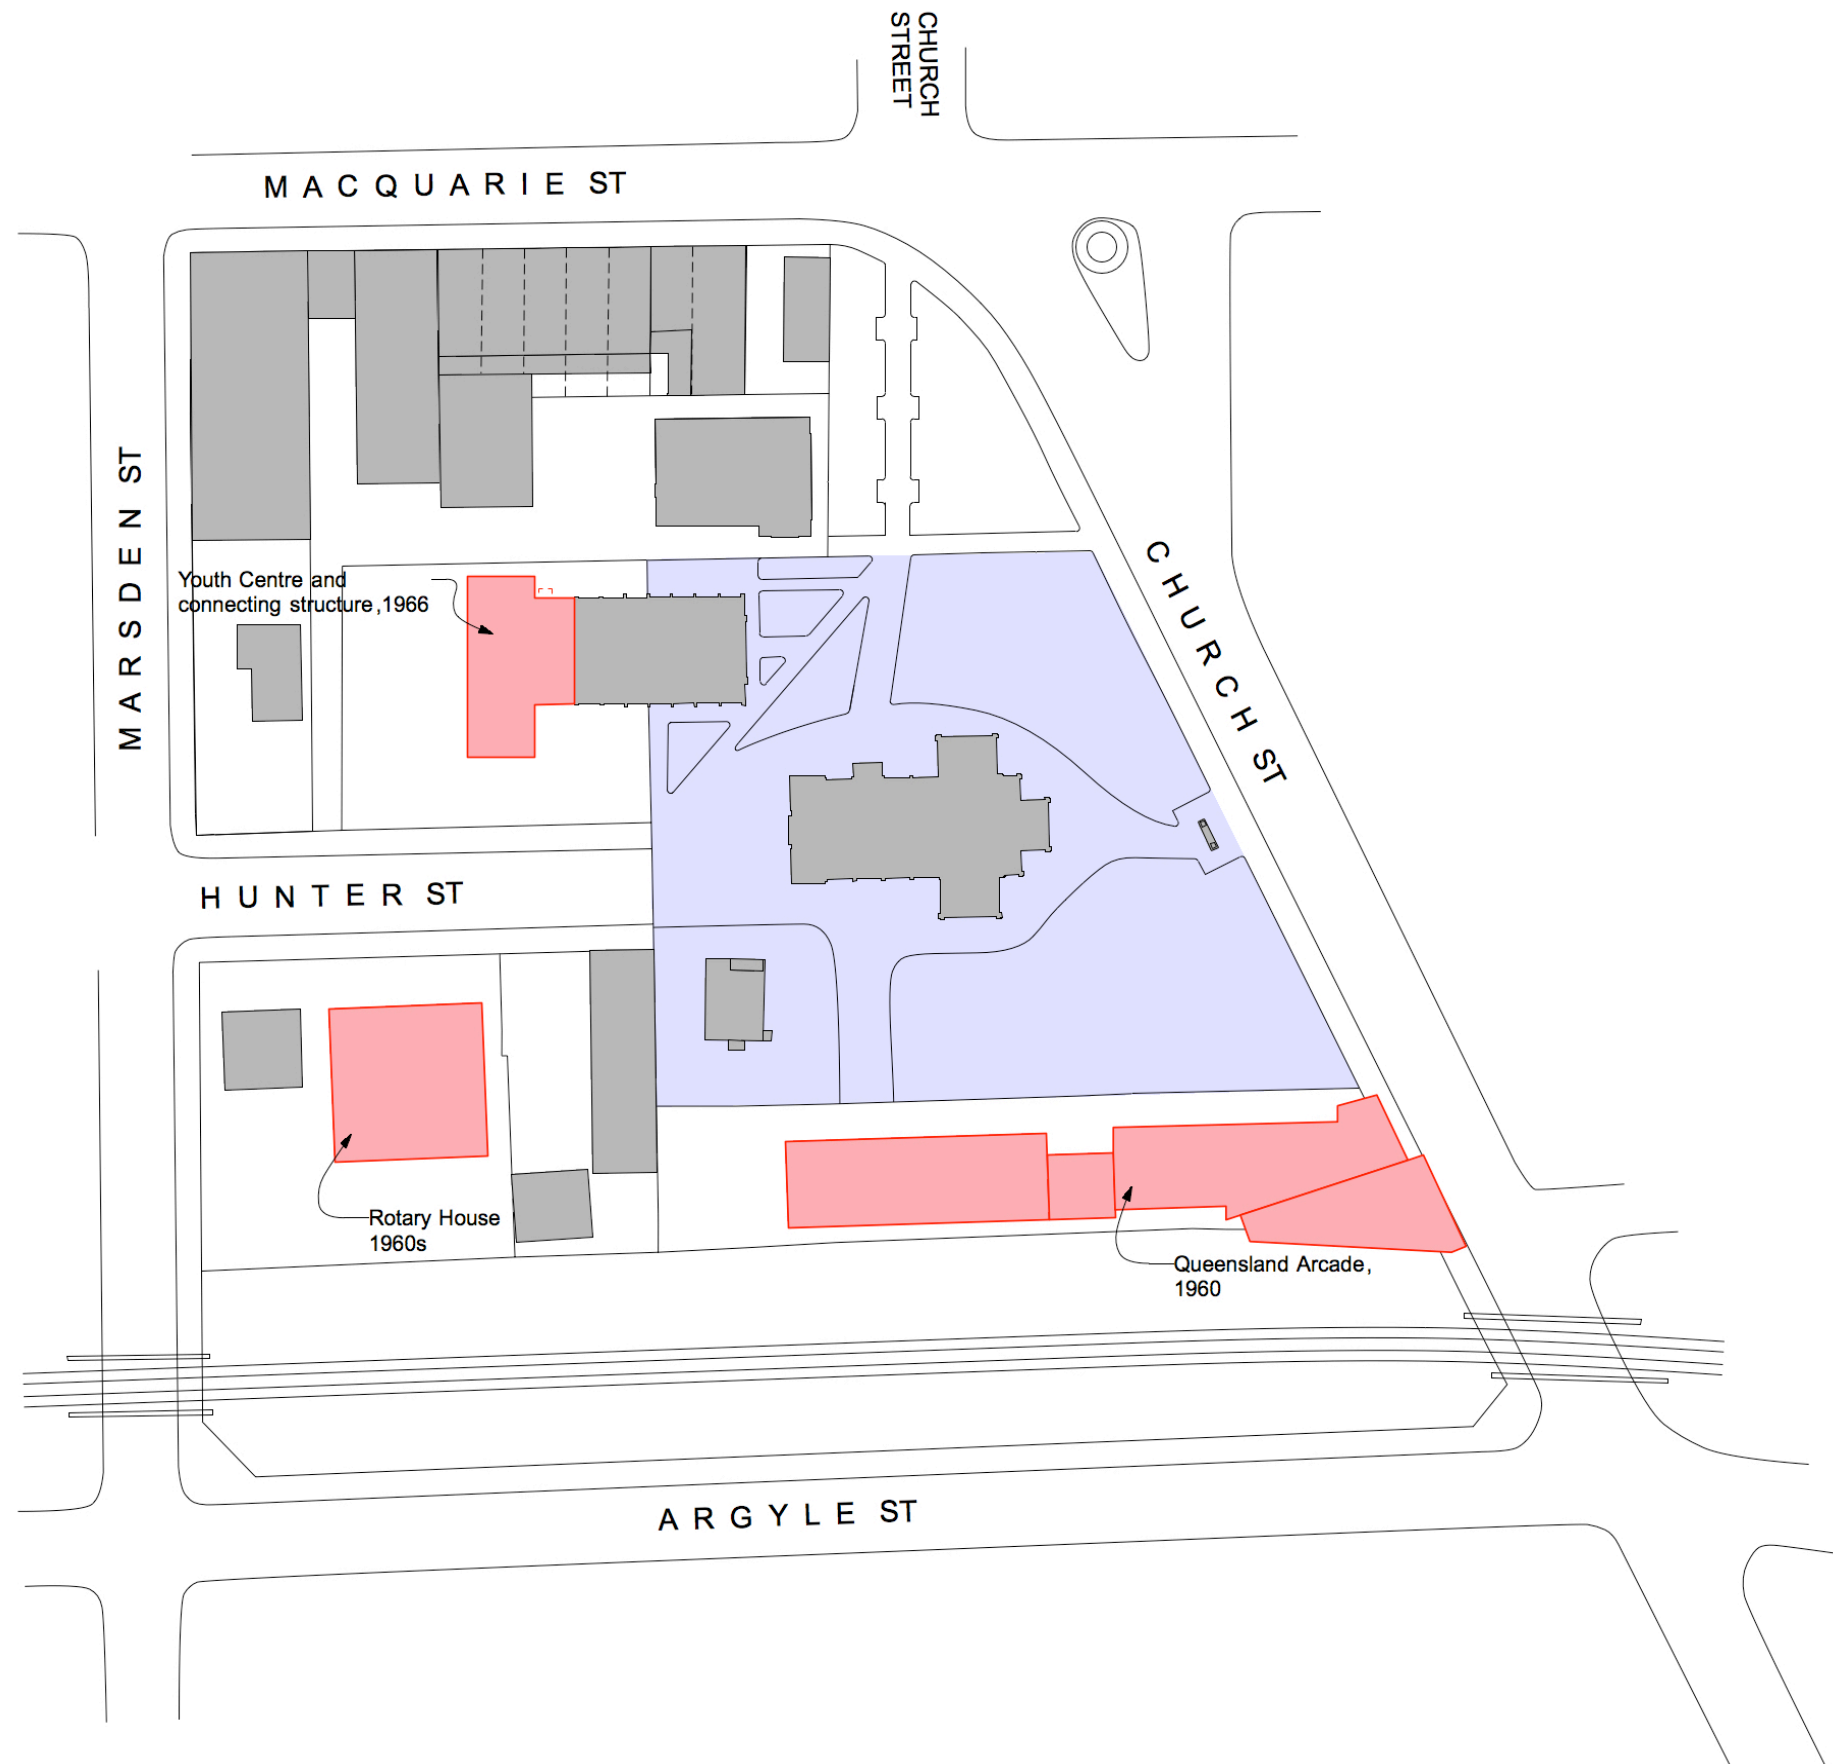 CHURCH
STREET
MACQUARIE ST
MARSDEN ST
CHURCH ST
Youth Centre and
connecting structure,1966
HUNTER ST
Rotary House
1960s
Queensland Arcade,
1960
ARGYLE ST